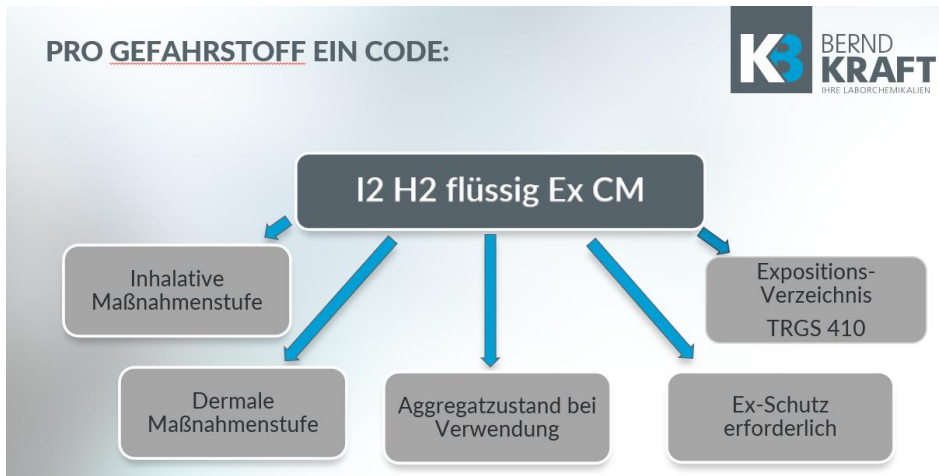 PRO GEFAHRSTOFF EIN CODE:
KB
BERND
KRAFT
IHRE LABORCHEMIKALIEN
I2 H2 flüssig Ex CM
Inhalative
Maßnahmenstufe
Expositions-
Verzeichnis
TRGS 410
Dermale
Maßnahmenstufe
Aggregatzustand bei
Verwendung
Ex-Schutz
erforderlich